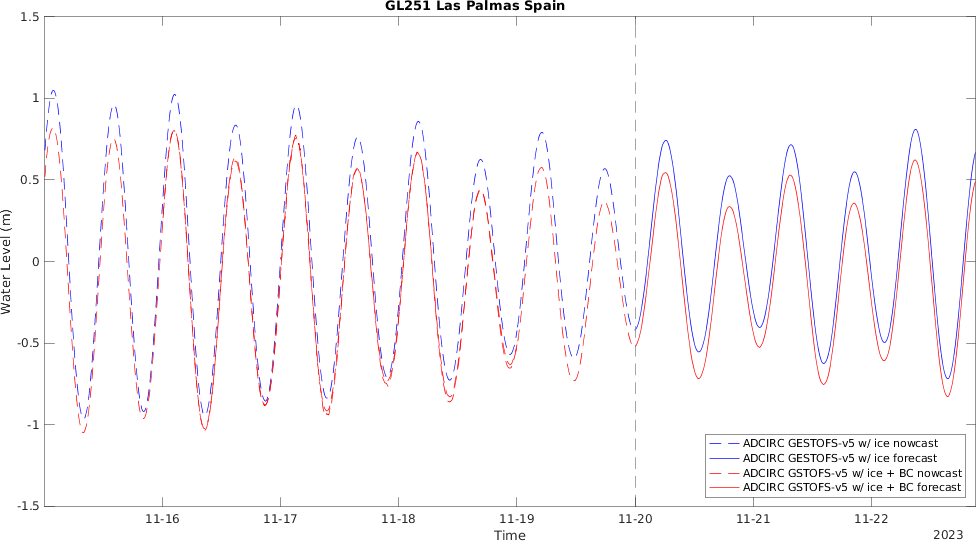 GL251 Las Palmas Spain
1.5
1
0.5
0
-0.5
-1
-1.5
Water Level (m)
11-16 11-17 11-18 11-19 11-20 11-21 11-22
Time
2023
ADCIRC GESTOFS-v5 w/ ice nowcast
ADCIRC GESTOFS-v5 w/ ice forecast
ADCIRC GSTOFS-v5 w/ ice + BC nowcast
ADCIRC GSTOFS-v5 w/ ice + BC forecast